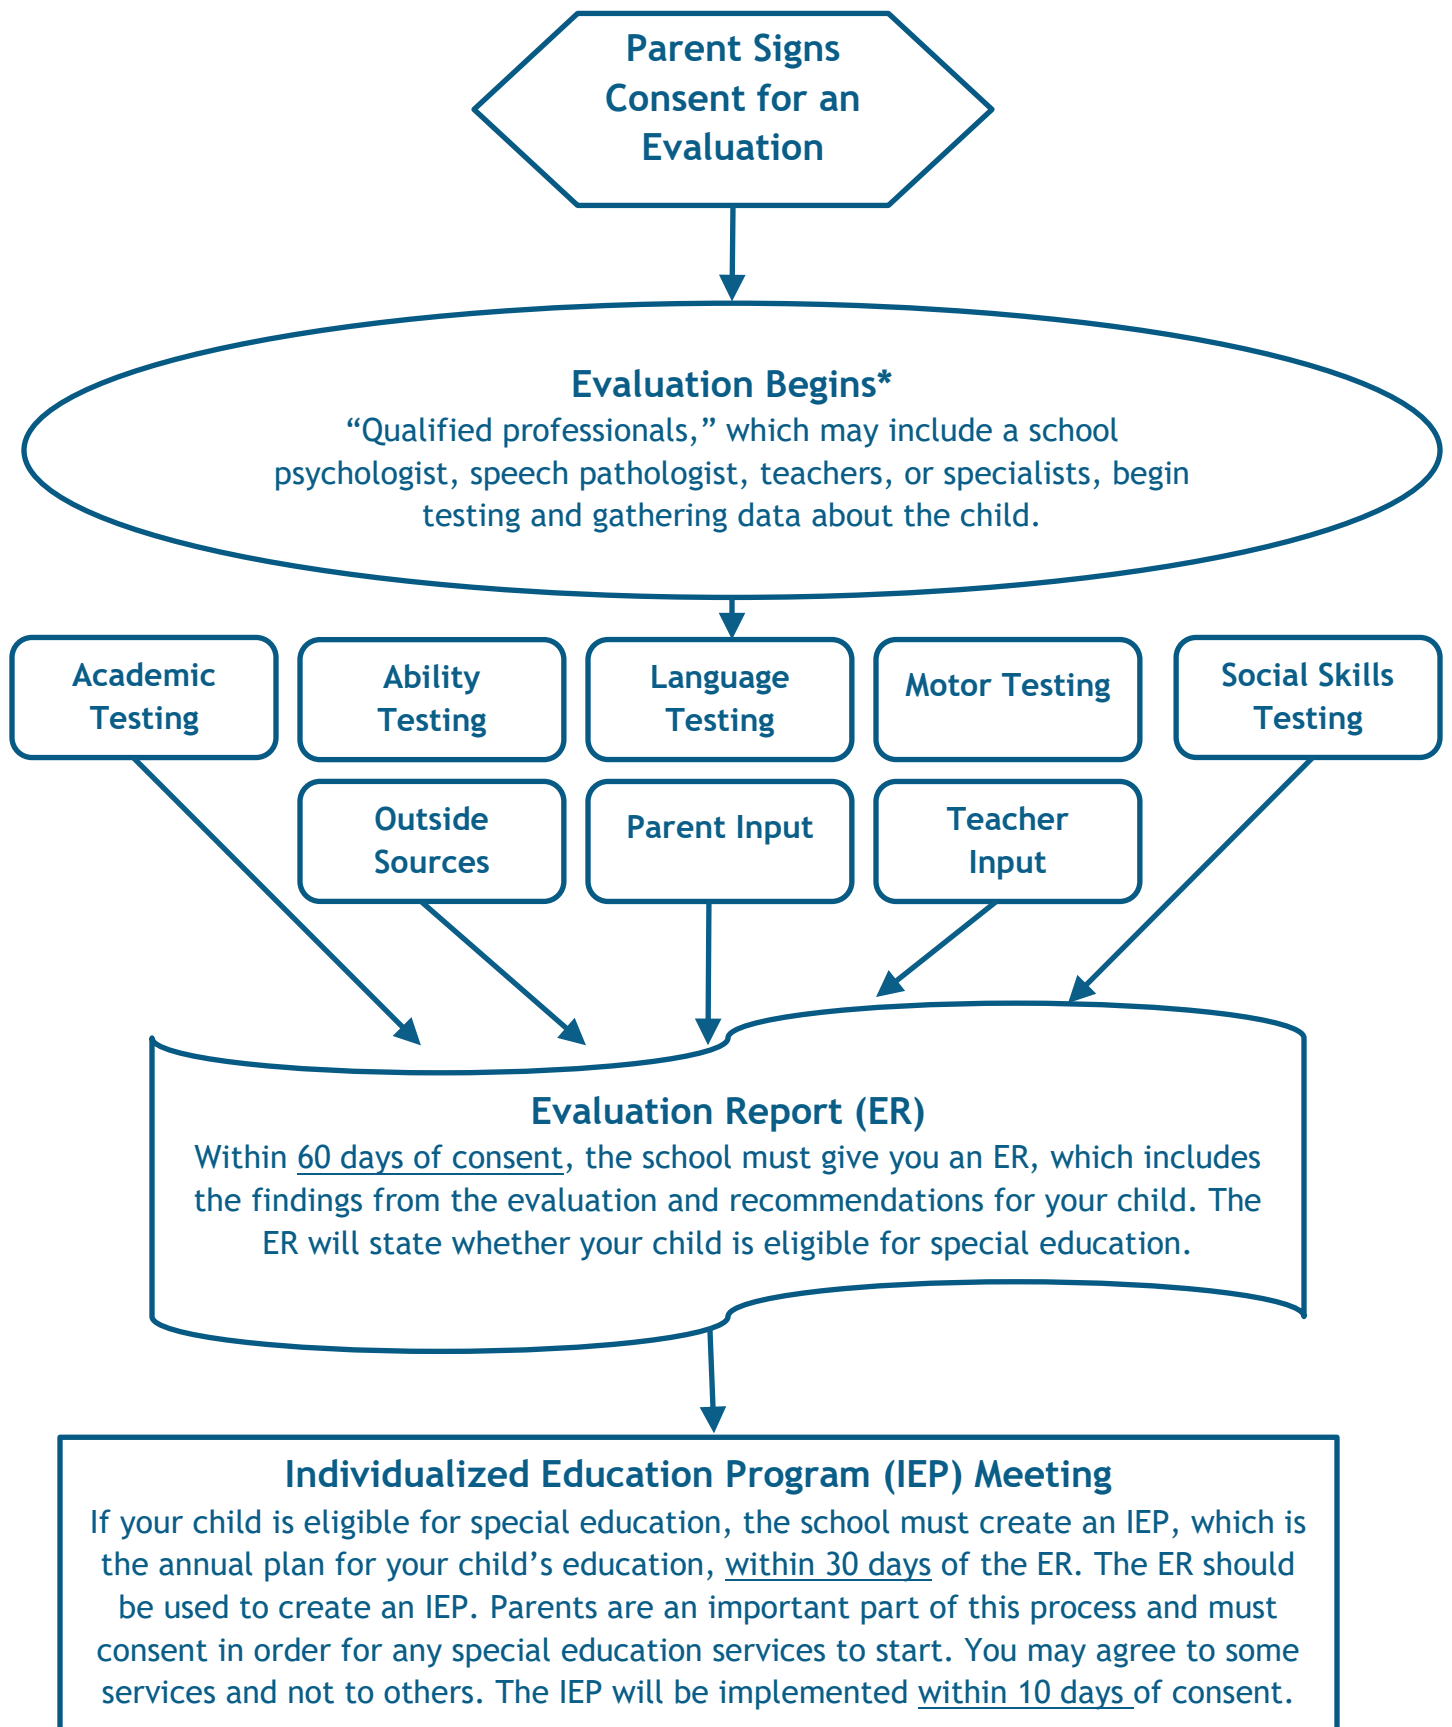 Parent Signs
Consent for an
Evaluation
Evaluation Begins*
“Qualified professionals,” which may include a school
psychologist, speech pathologist, teachers, or specialists, begin
testing and gathering data about the child.
Academic
Testing
Ability
Testing
Language
Testing
Motor Testing
Social Skills
Testing
Outside
Sources
Parent Input
Teacher
Input
Evaluation Report (ER)
Within 60 days of consent, the school must give you an ER, which includes
the findings from the evaluation and recommendations for your child. The
ER will state whether your child is eligible for special education.
Individualized Education Program (IEP) Meeting
If your child is eligible for special education, the school must create an IEP, which is
the annual plan for your child’s education, within 30 days of the ER. The ER should
be used to create an IEP. Parents are an important part of this process and must
consent in order for any special education services to start. You may agree to some
services and not to others. The IEP will be implemented within 10 days of consent.